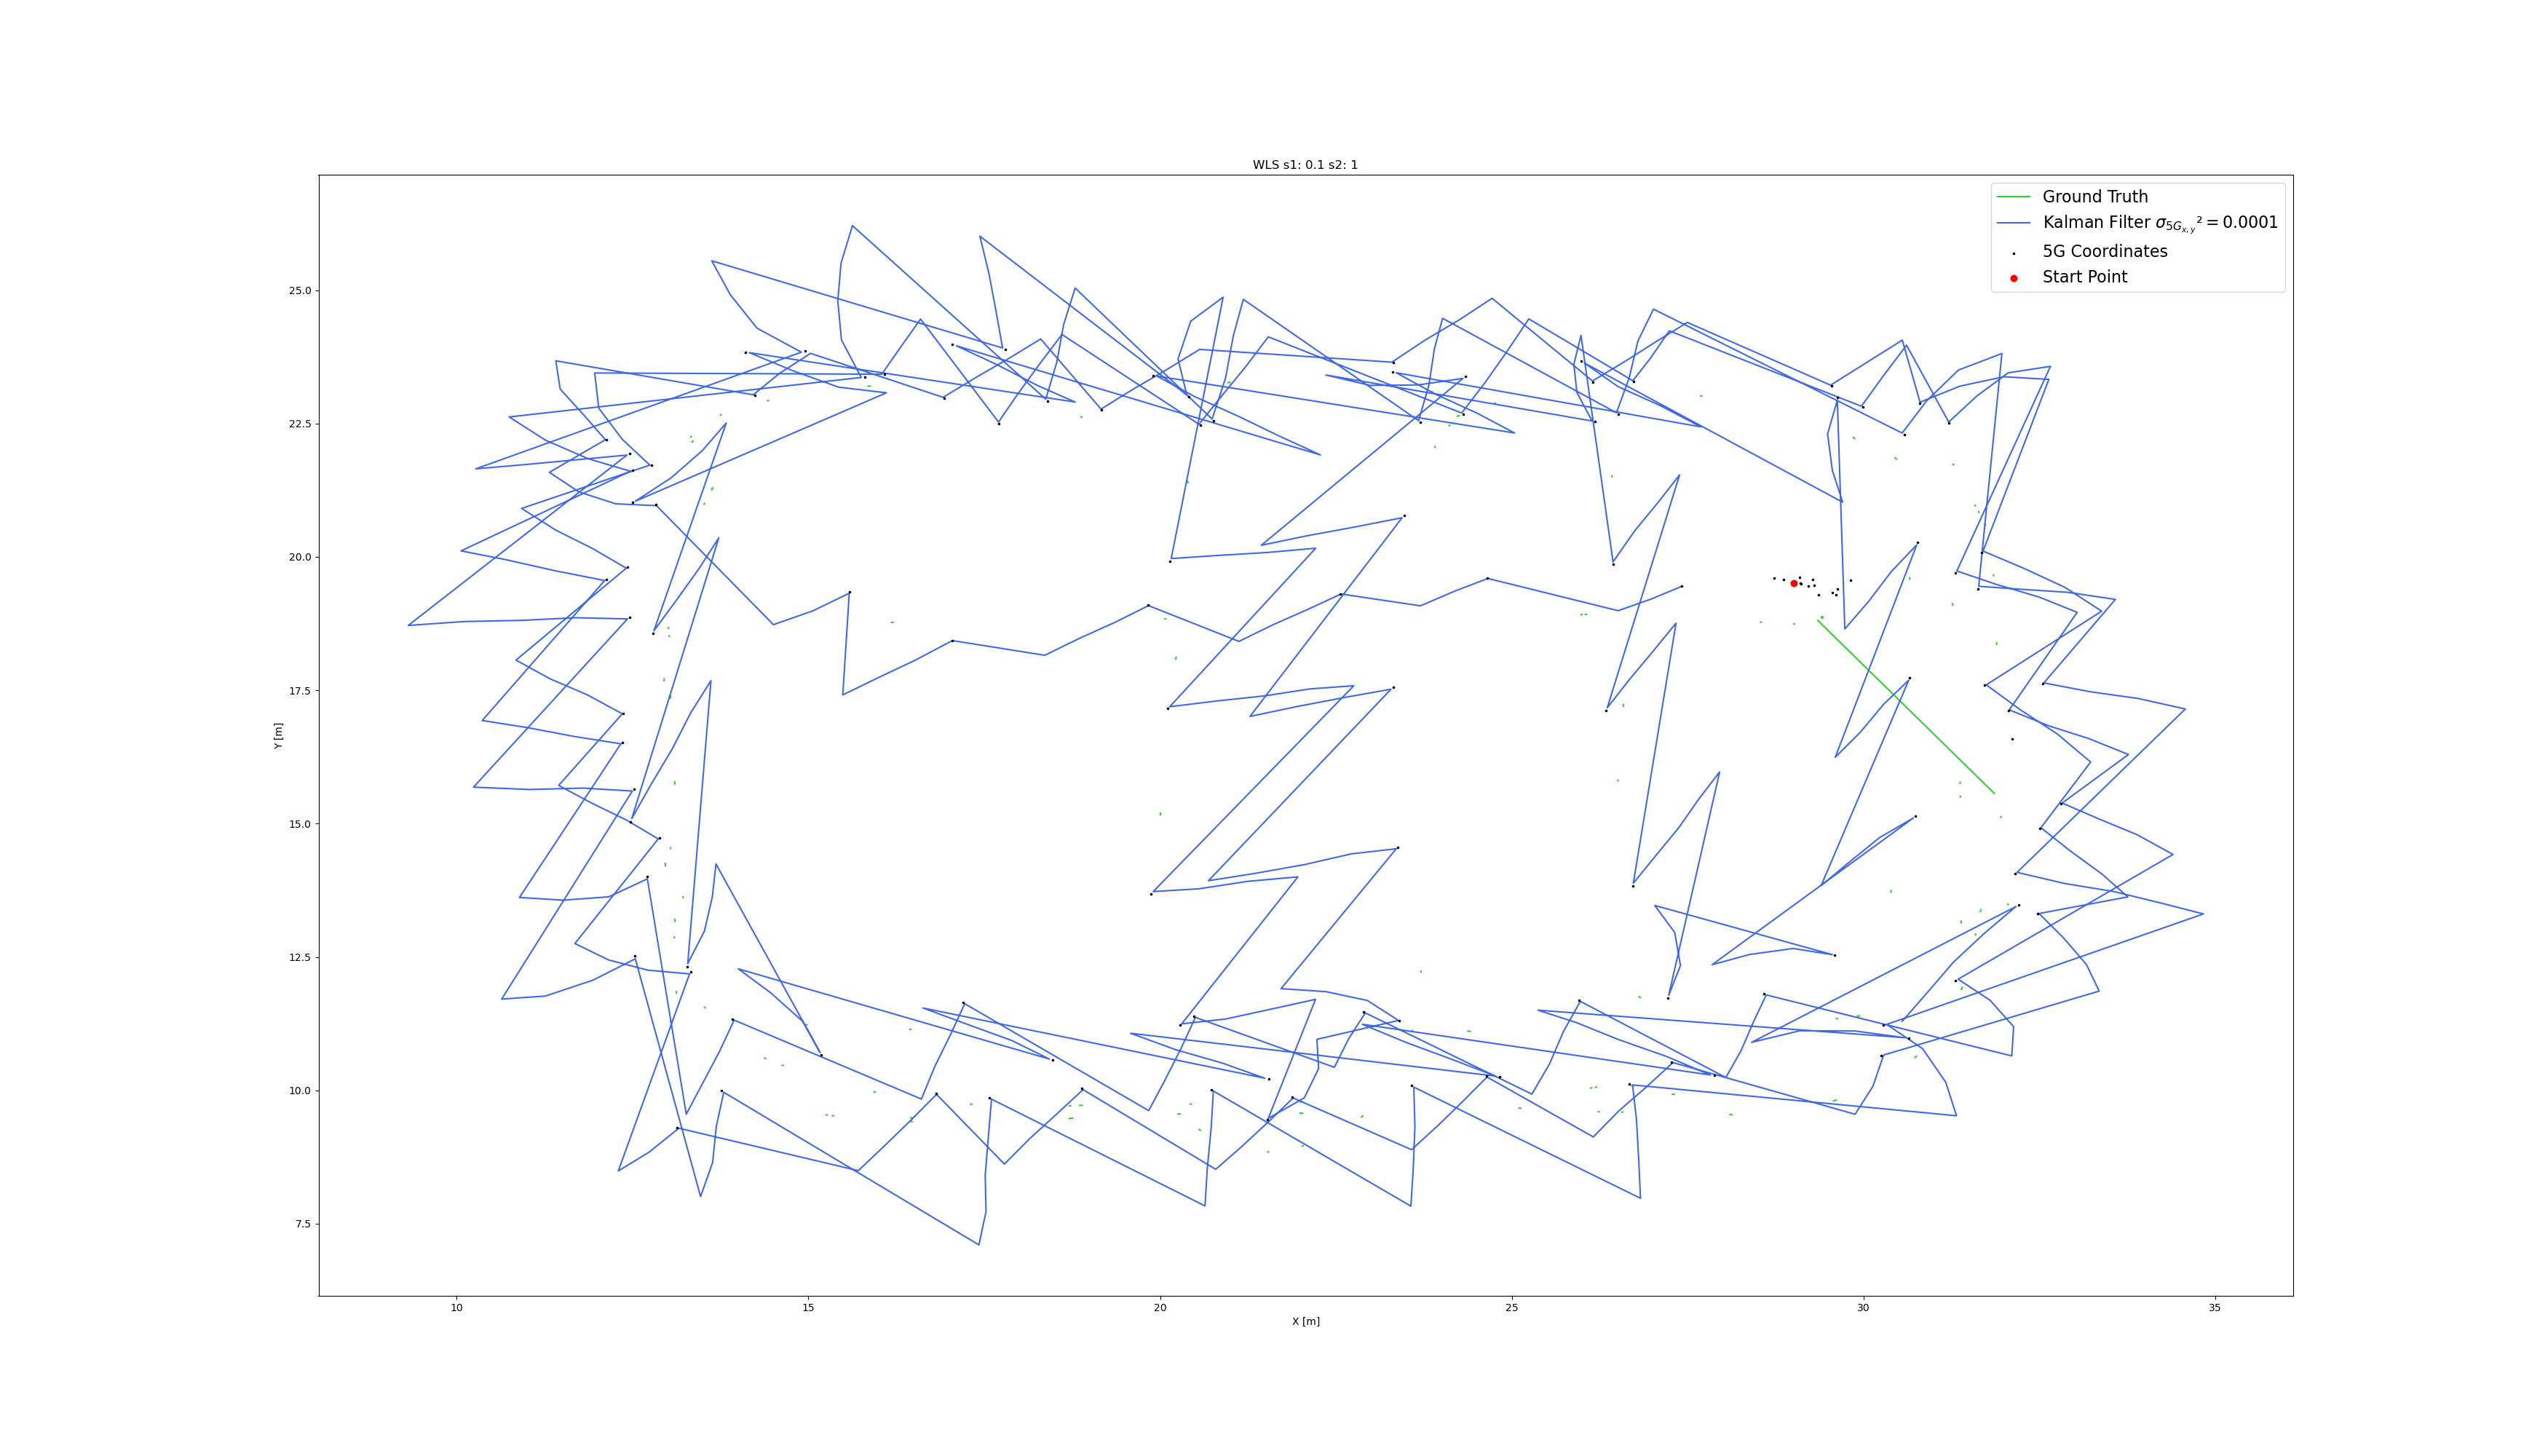 WLS s1: 0.1 s2: 1
Ground Truth
Kalman Filter σ₅G_{x,y}² = 0.0001
5G Coordinates
Start Point
25.0
22.5
20.0
17.5
15.0
12.5
10.0
7.5
Y [m]
10 15 20 25 30 35
X [m]